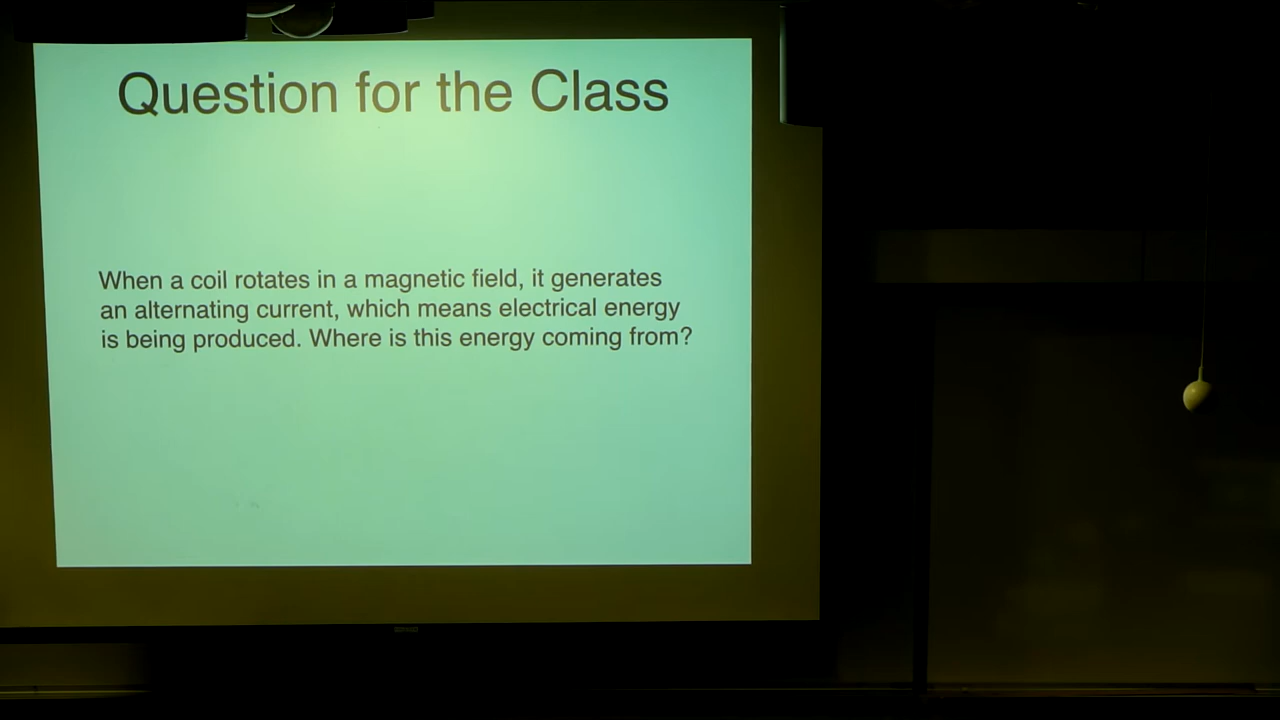 Question for the Class
When a coil rotates in a magnetic field, it generates
an alternating current, which means electrical energy
is being produced. Where is this energy coming from?